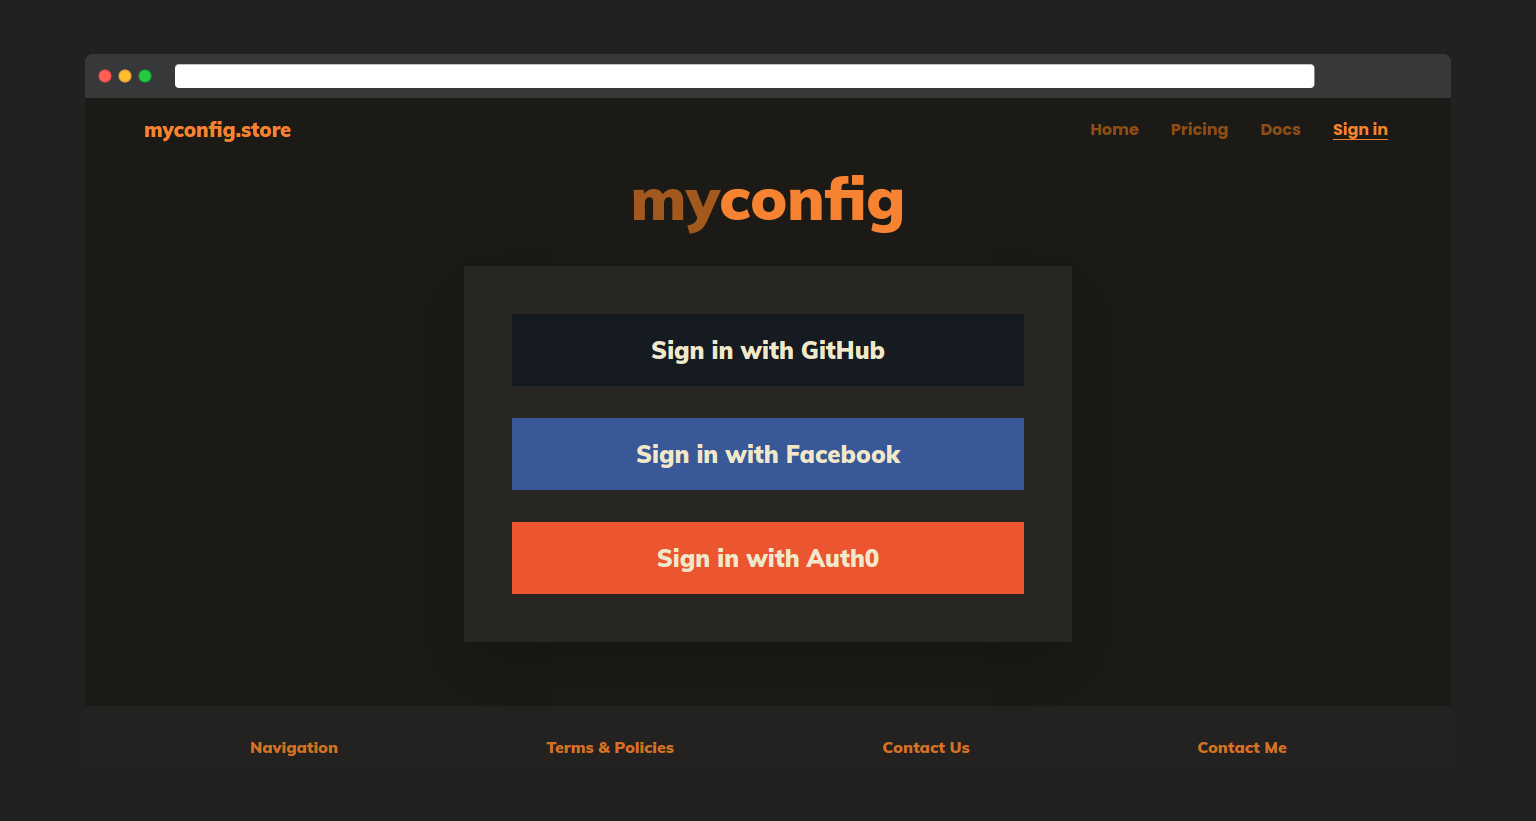 myconfig.store
Home Pricing Docs Sign in
myconfig
Sign in with GitHub
Sign in with Facebook
Sign in with Auth0
Navigation Terms & Policies Contact Us Contact Me